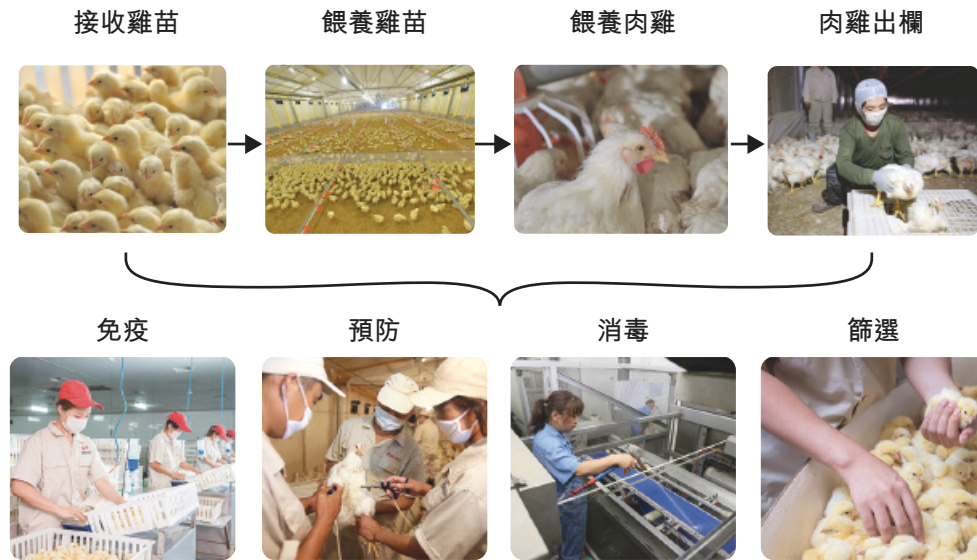 接收雞苗
餵養雞苗
餵養肉雞
肉雞出欄
免疫
預防
消毒
篩選